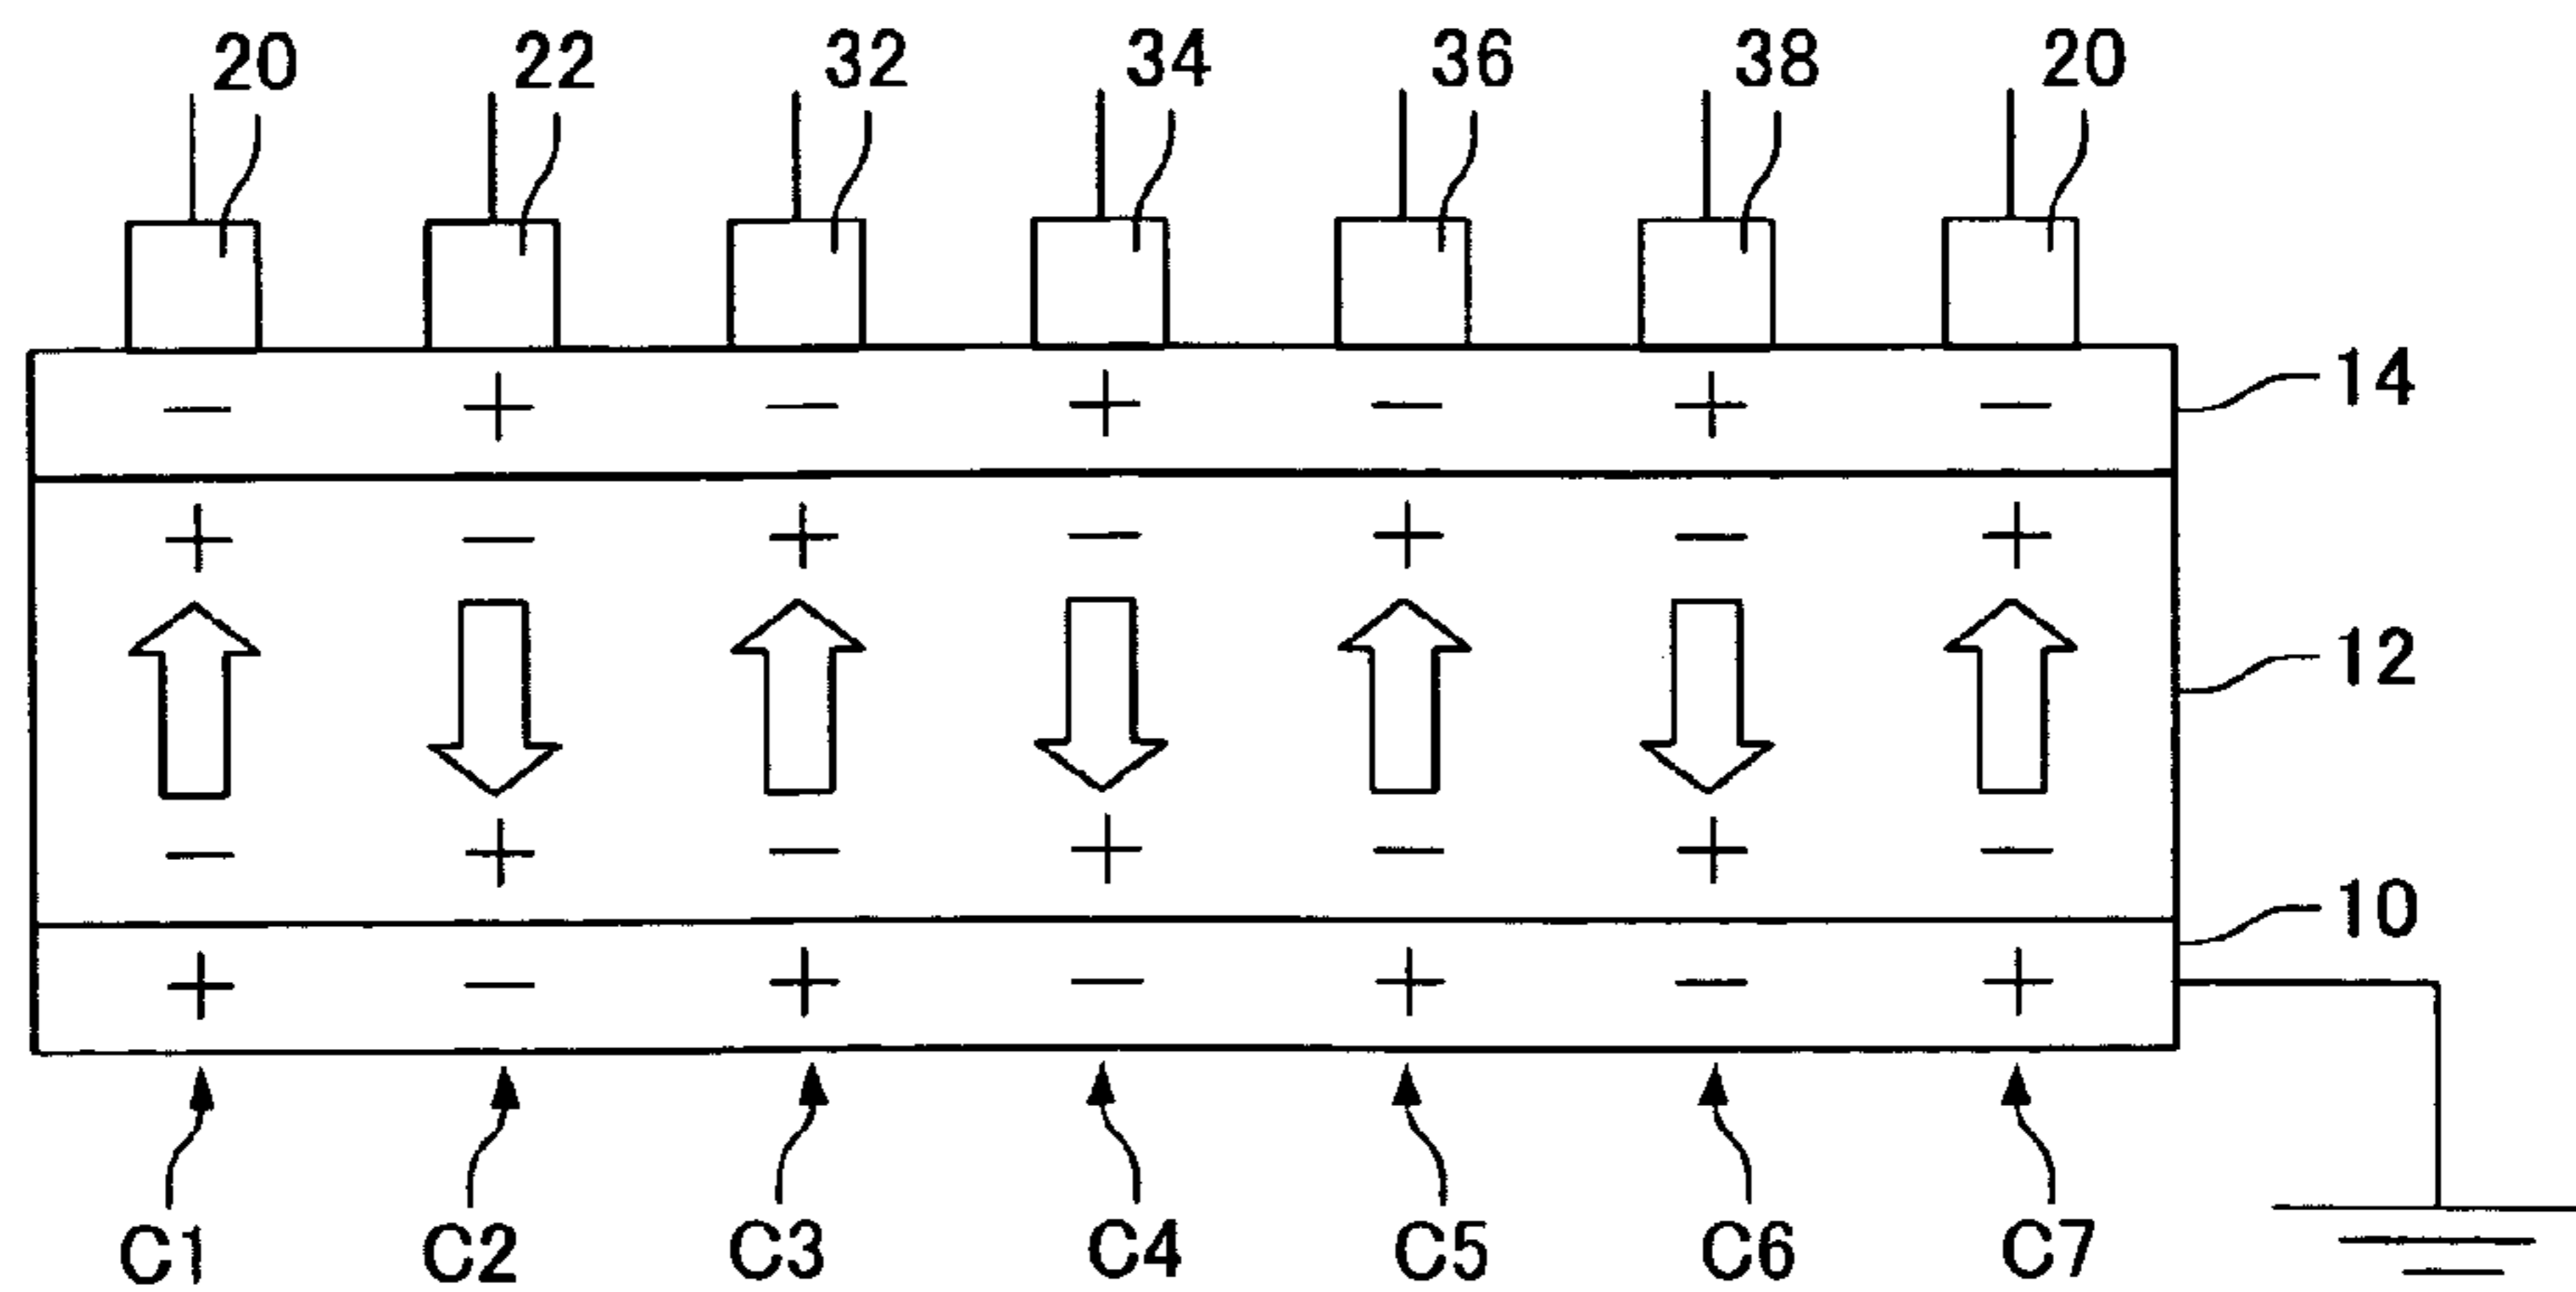 20 22 32 34 36 38 20
− + − + − + − 14
+ − + − + − +
12
− + − + − + −
10
+ − + − + − +
C1 C2 C3 C4 C5 C6 C7